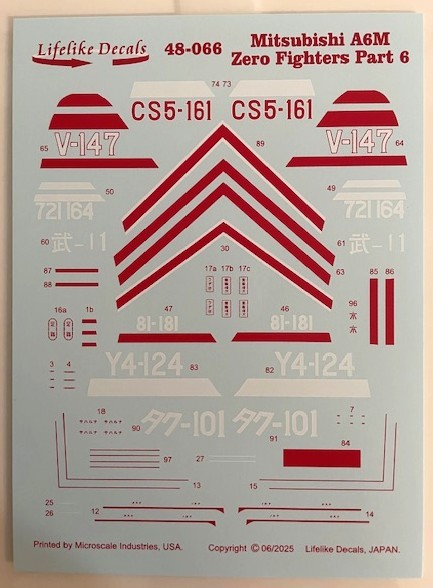 Lifelike Decals
48-066
Mitsubishi A6M
Zero Fighters Part 6
74 73
CS5-161 CS5-161
65 V-147
89
V-147 64
50
49
721164
721164
60 武-11
武-11 61
30
63
87
88
17a 17b 17c
85 86
16a 1b
47
46
96
81-181
81-181
3 4
Y4-124 83
82 Y4-124
18
7
90 タク-101 タク-101
91
84
97
27
13
15
25
26
12
14
Printed by Microscale Industries, USA.
Copyright © 06/2025 Lifelike Decals, JAPAN.